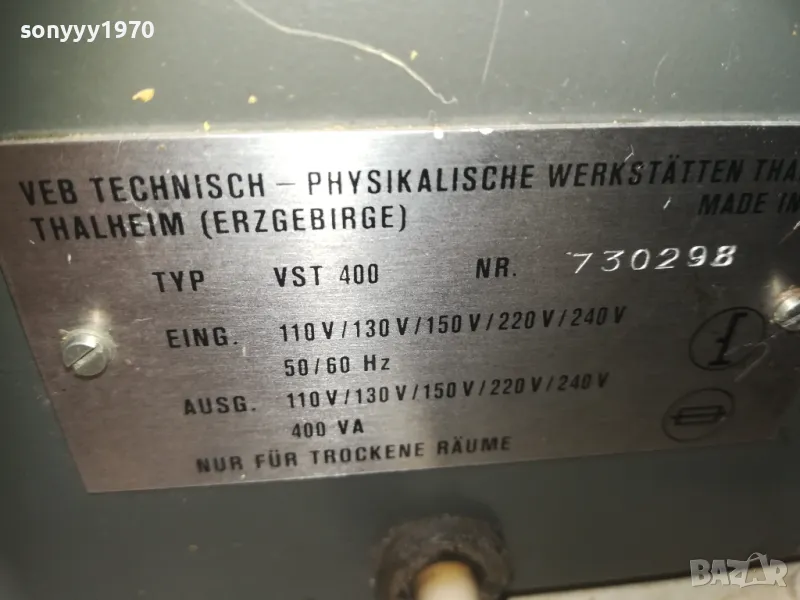 sonyyy1970
VEB TECHNISCH – PHYSIKALISCHE WERKSTÄTTEN
THALHEIM (ERZGEBIRGE) MADE IN
TYP VST 400 NR. 730298
EING. 110 V / 130 V / 150 V / 220 V / 240 V
50 / 60 Hz
AUSG. 110 V / 130 V / 150 V / 220 V / 240 V
400 VA
NUR FÜR TROCKENE RÄUME
BAZAR